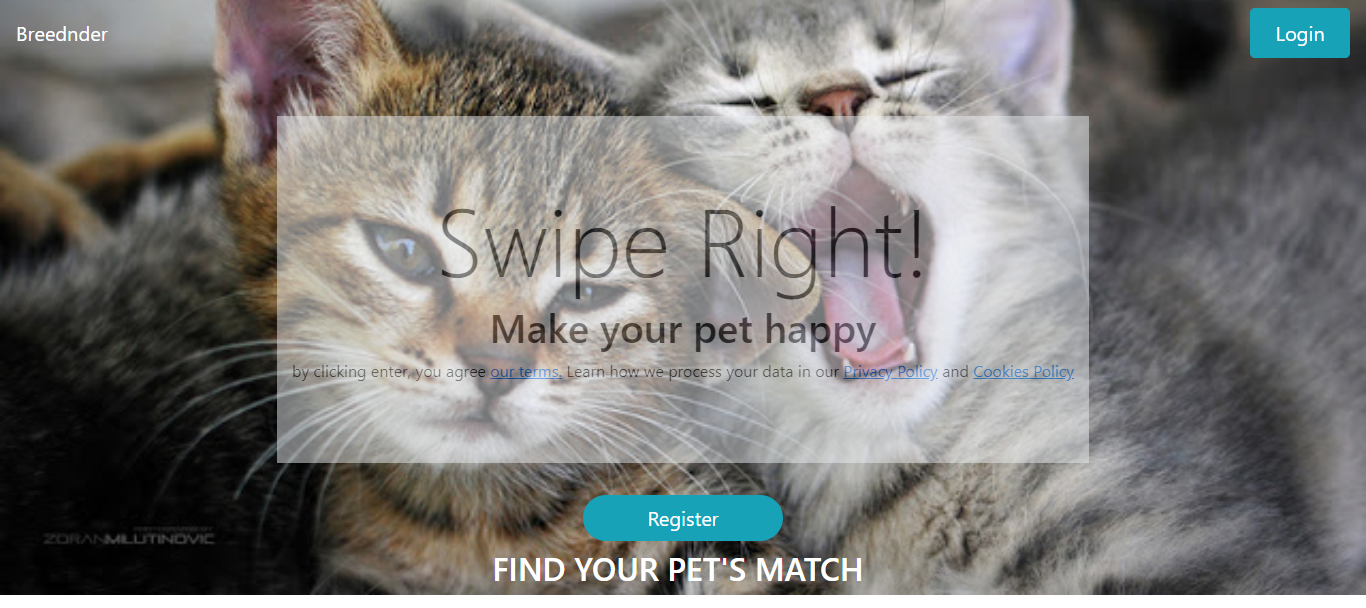 Breednder
Login
Swipe Right!
Make your pet happy
by clicking enter, you agree our terms. Learn how we process your data in our Privacy Policy and Cookies Policy
Register
ZORANMILUTINOVIC
FIND YOUR PET'S MATCH